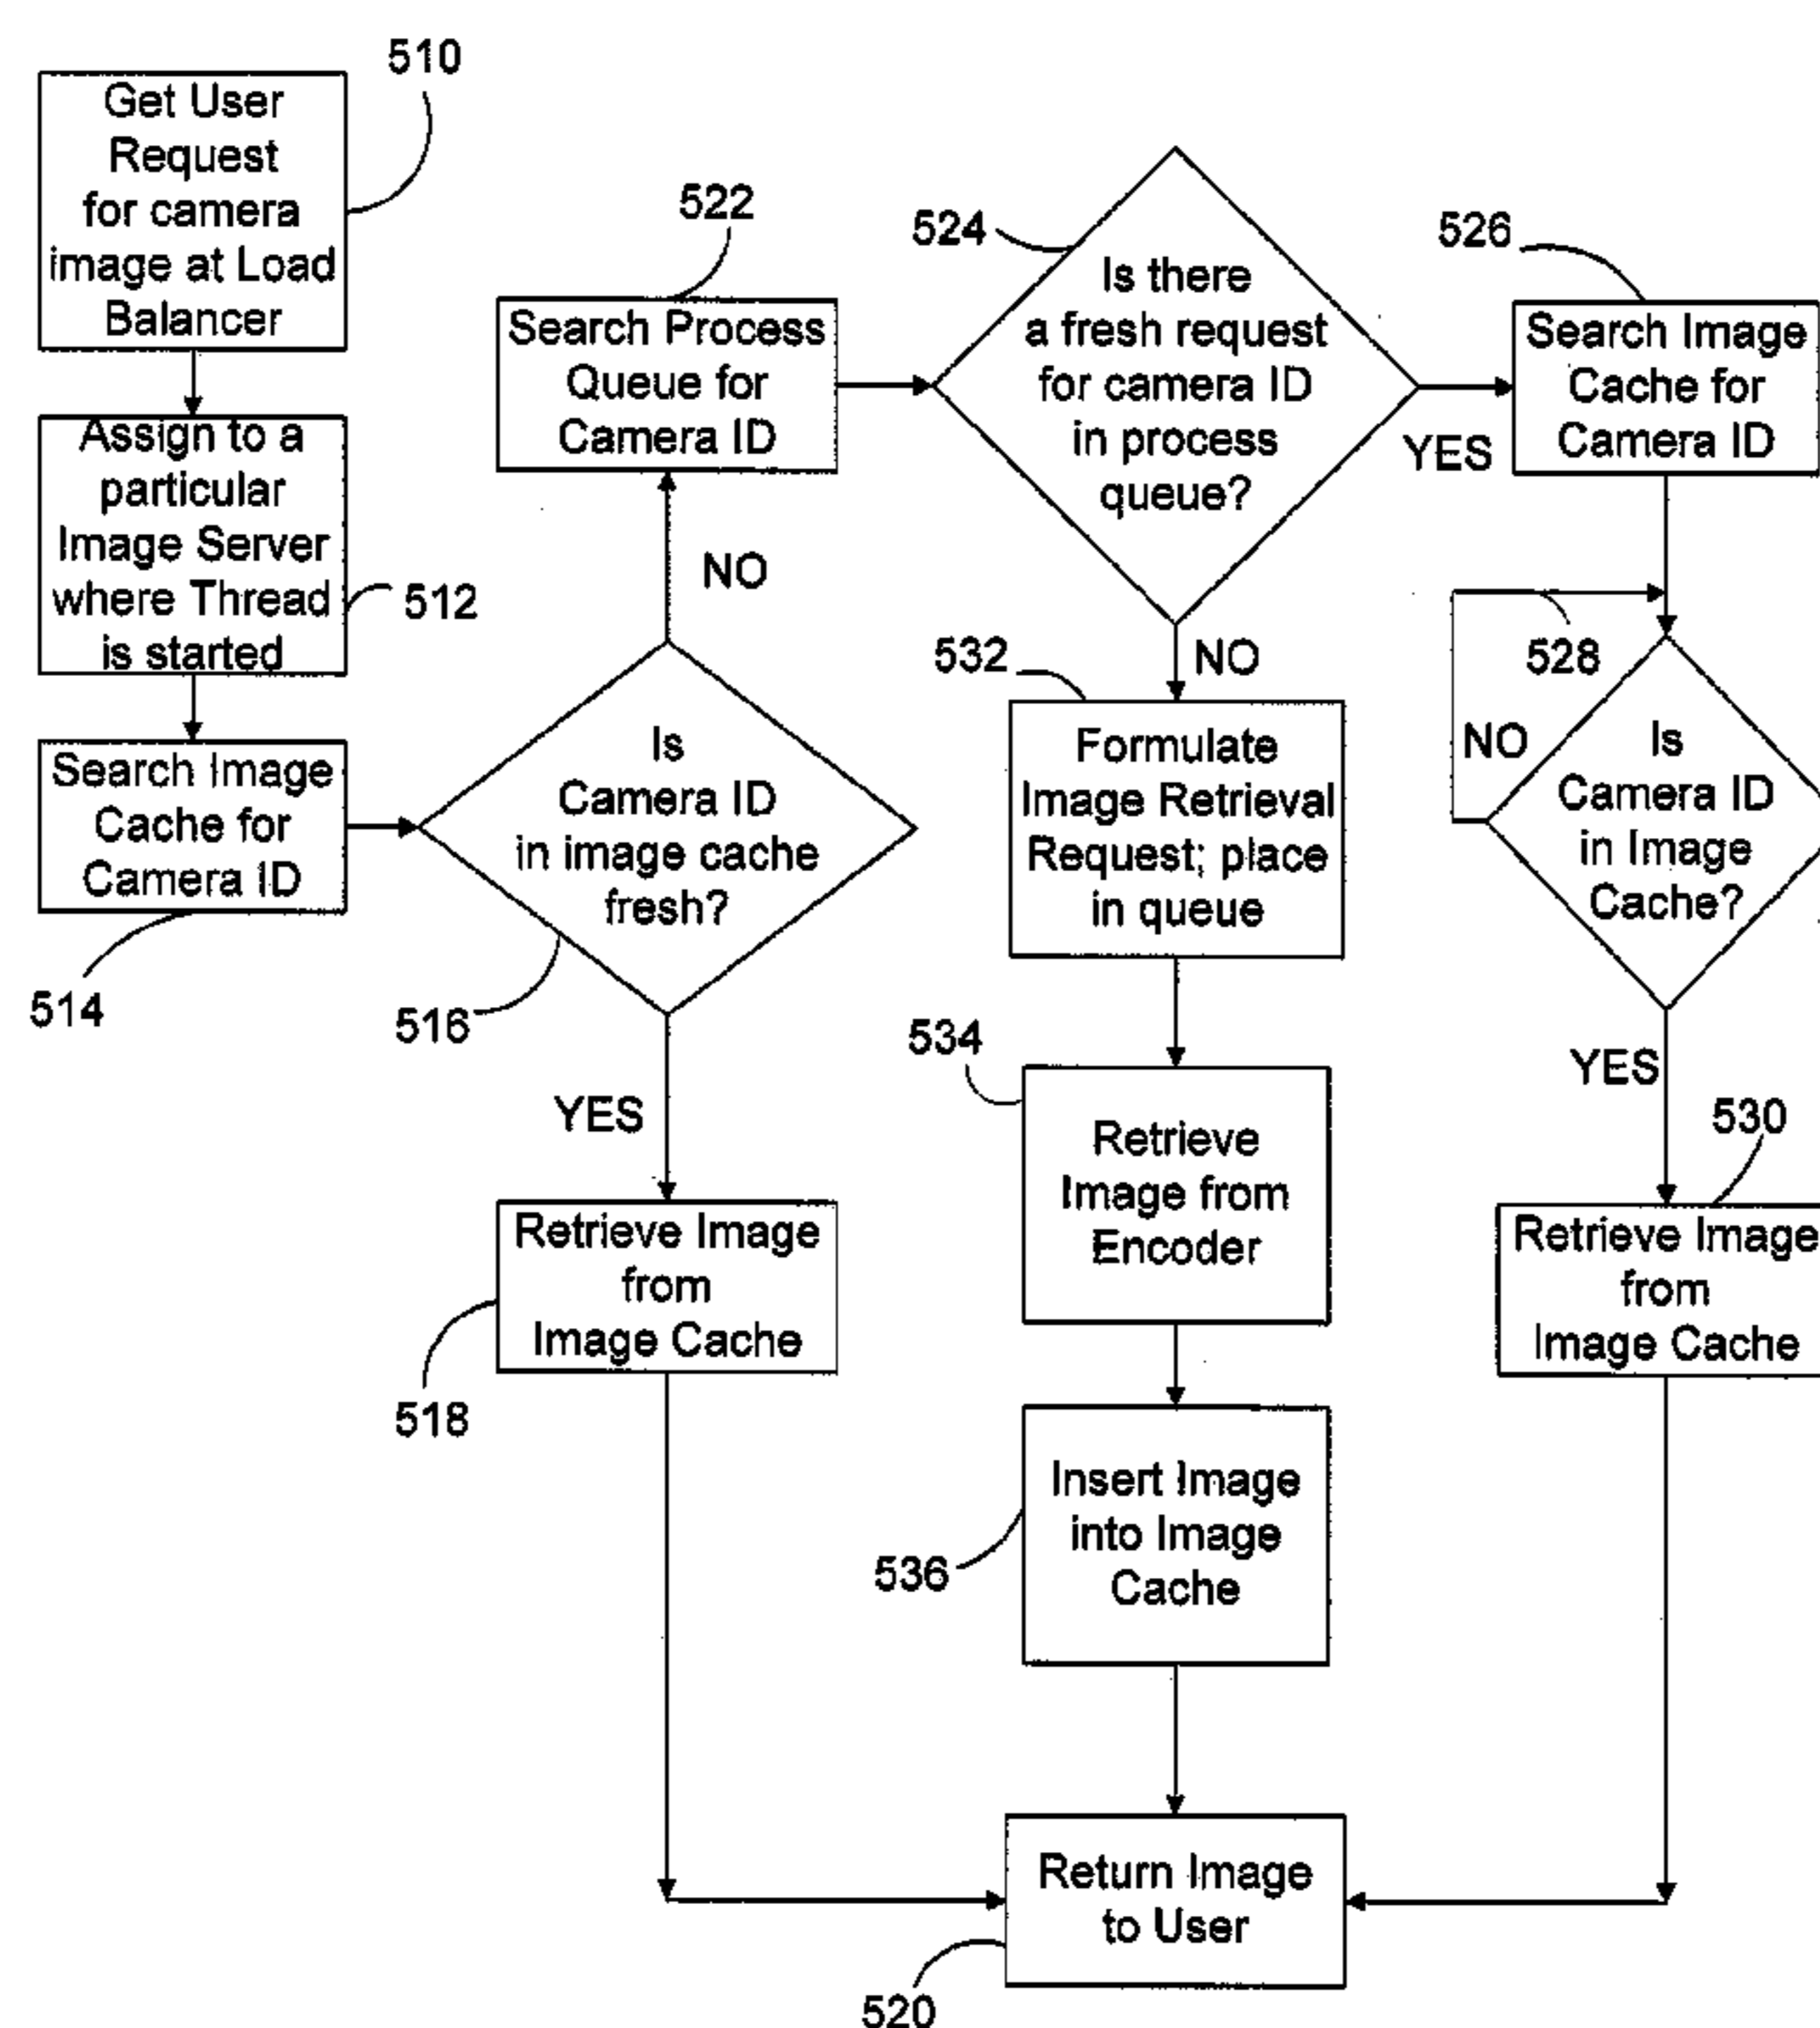 510
Get User
Request
for camera
image at Load
Balancer
Assign to a
particular
Image Server
where Thread
is started
512
Search Image
Cache for
Camera ID
514
Is
Camera ID
in image cache
fresh?
516
NO
YES
522
Search Process
Queue for
Camera ID
Retrieve Image
from
Image Cache
518
524
Is there
a fresh request
for camera ID
in process
queue?
YES
NO
526
Search Image
Cache for
Camera ID
528
NO
Is
Camera ID
in Image
Cache?
YES
530
Retrieve Image
from
Image Cache
532
Formulate
Image Retrieval
Request; place
in queue
534
Retrieve
Image from
Encoder
536
Insert Image
into Image
Cache
Return Image
to User
520